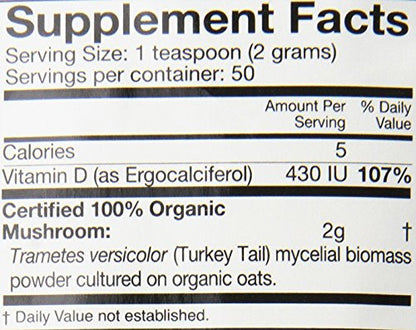 Supplement Facts
Serving Size: 1 teaspoon (2 grams)
Servings per container: 50
Amount Per Serving % Daily Value
Calories 5
Vitamin D (as Ergocalciferol) 430 IU 107%
Certified 100% Organic
Mushroom: 2g †
Trametes versicolor (Turkey Tail) mycelial biomass
powder cultured on organic oats.
† Daily Value not established.